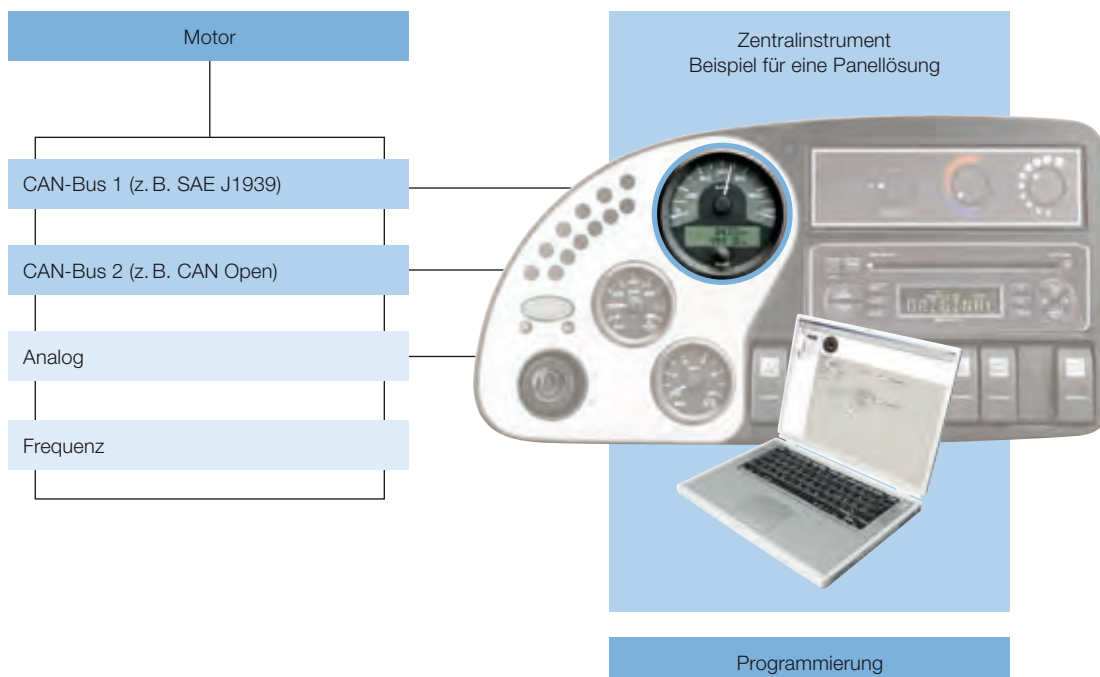 Motor
Zentralinstrument
Beispiel für eine Panellösung
CAN-Bus 1 (z. B. SAE J1939)
CAN-Bus 2 (z. B. CAN Open)
Analog
Frequenz
Programmierung